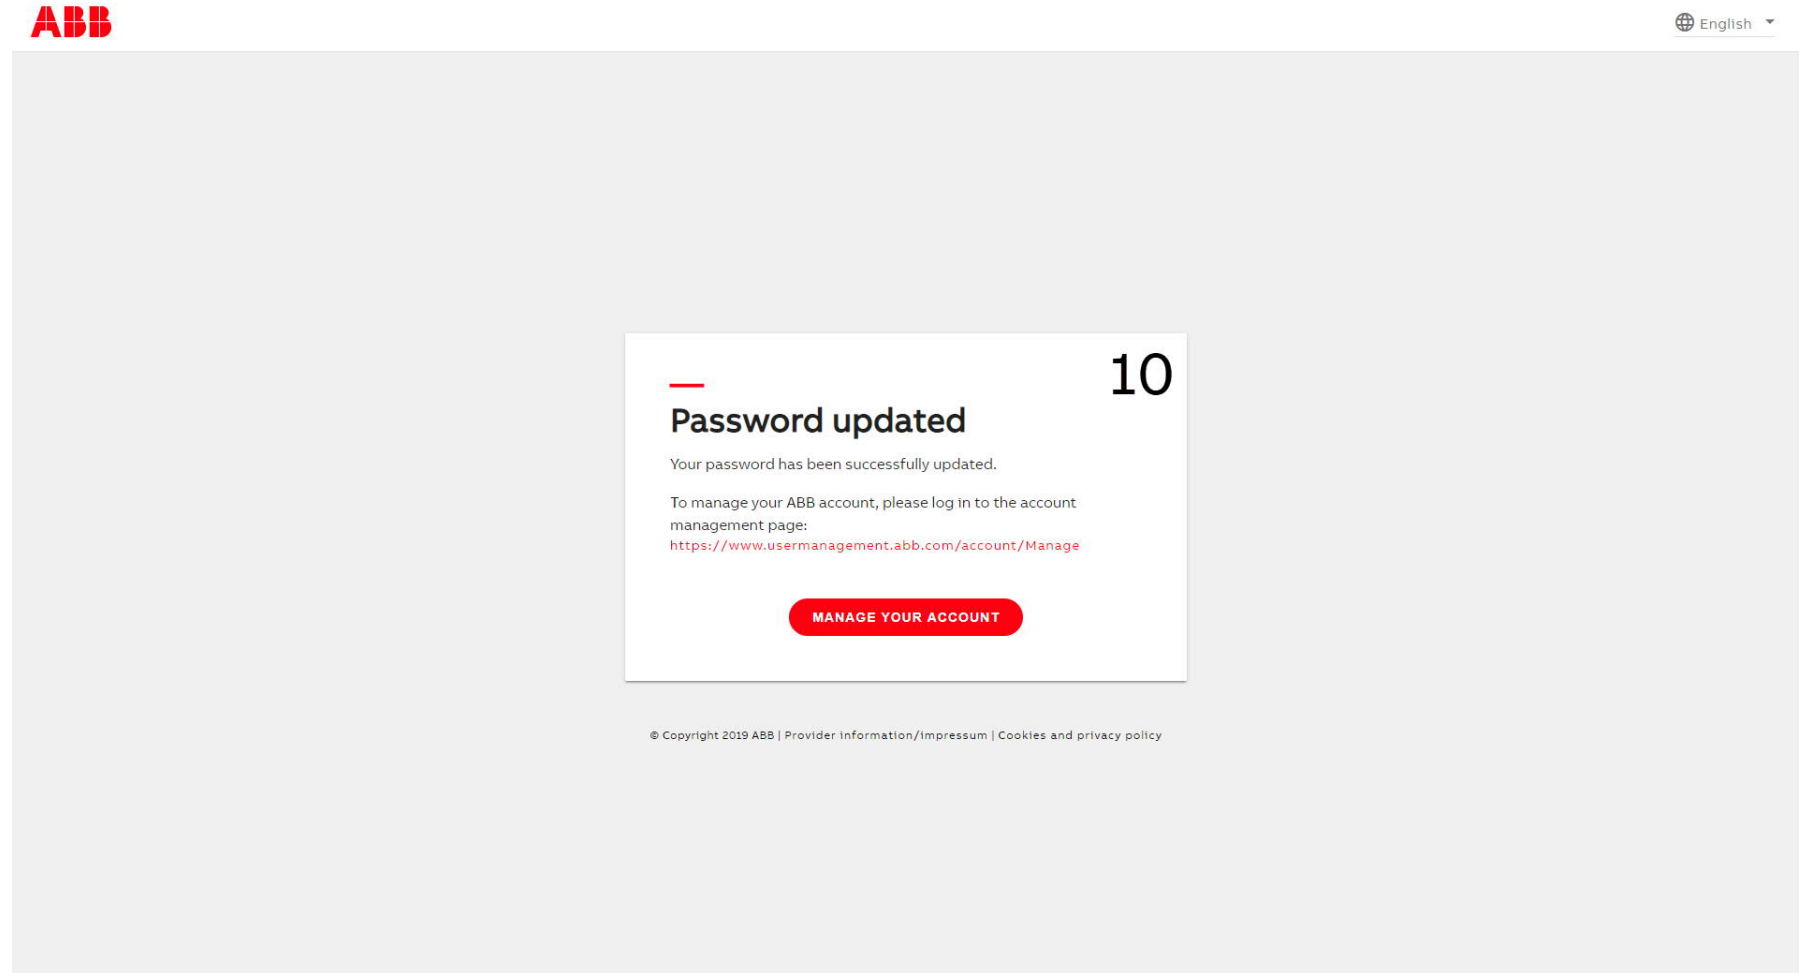 ABB
English
10
Password updated
Your password has been successfully updated.
To manage your ABB account, please log in to the account
management page:
https://www.usermanagement.abb.com/account/Manage
MANAGE YOUR ACCOUNT
© Copyright 2019 ABB | Provider information/impressum | Cookies and privacy policy